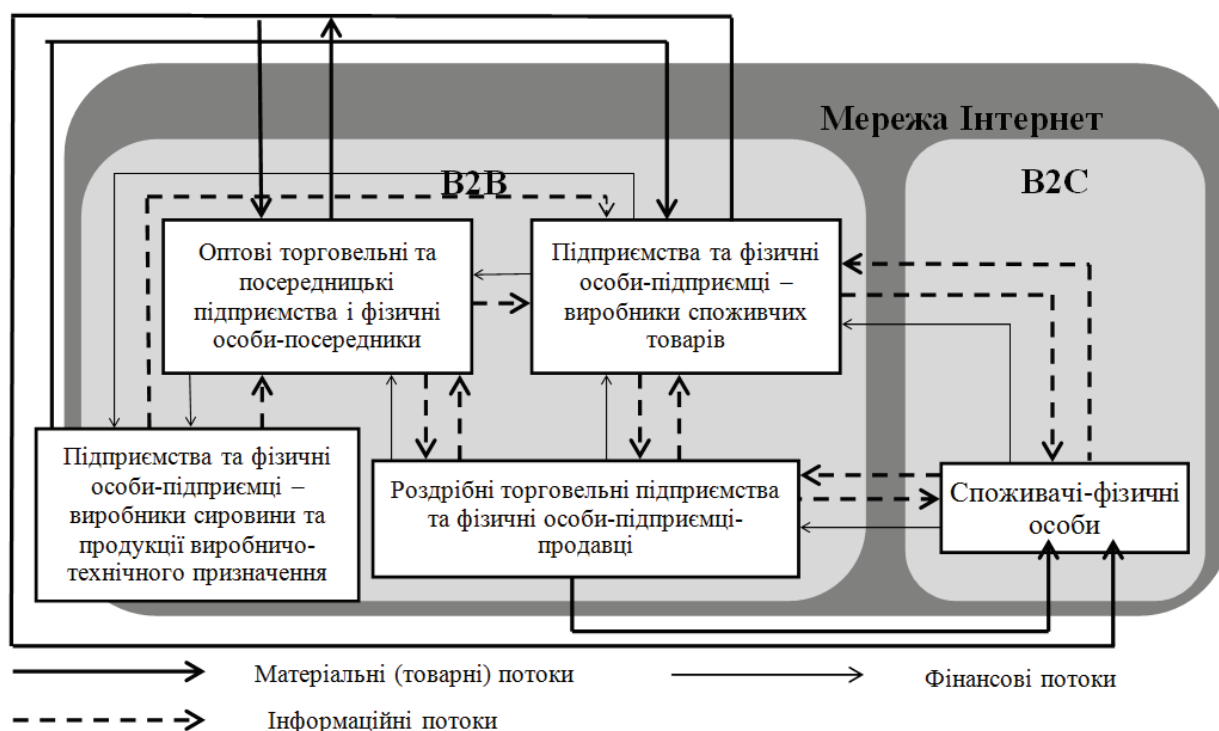 Мережа Інтернет
B2B
B2C
Оптові торговельні та
посередницькі
підприємства і фізичні
особи-посередники
Підприємства та фізичні
особи-підприємці –
виробники споживчих
товарів
Підприємства та фізичні
особи-підприємці –
виробники сировини та
продукції виробничо-
технічного призначення
Роздрібні торговельні підприємства
та фізичні особи-підприємці-
продавці
Споживачі-фізичні
особи
Матеріальні (товарні) потоки
Фінансові потоки
Інформаційні потоки